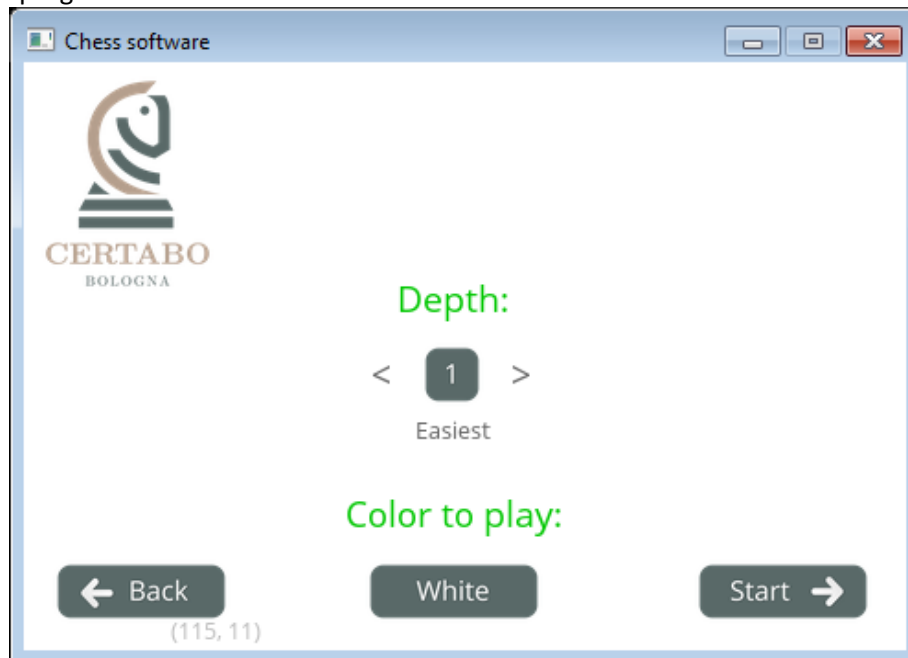 Chess software
CERTABO
BOLOGNA
Depth:
< 1 >
Easiest
Color to play:
Back White Start
(115, 11)